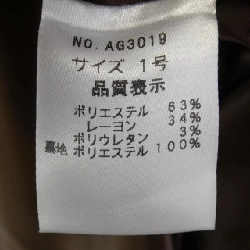 NO. AG3019
サイズ 1号
品質表示
ポリエステル 63%
レーヨン 34%
ポリウレタン 3%
裏地 ポリエステル 100%